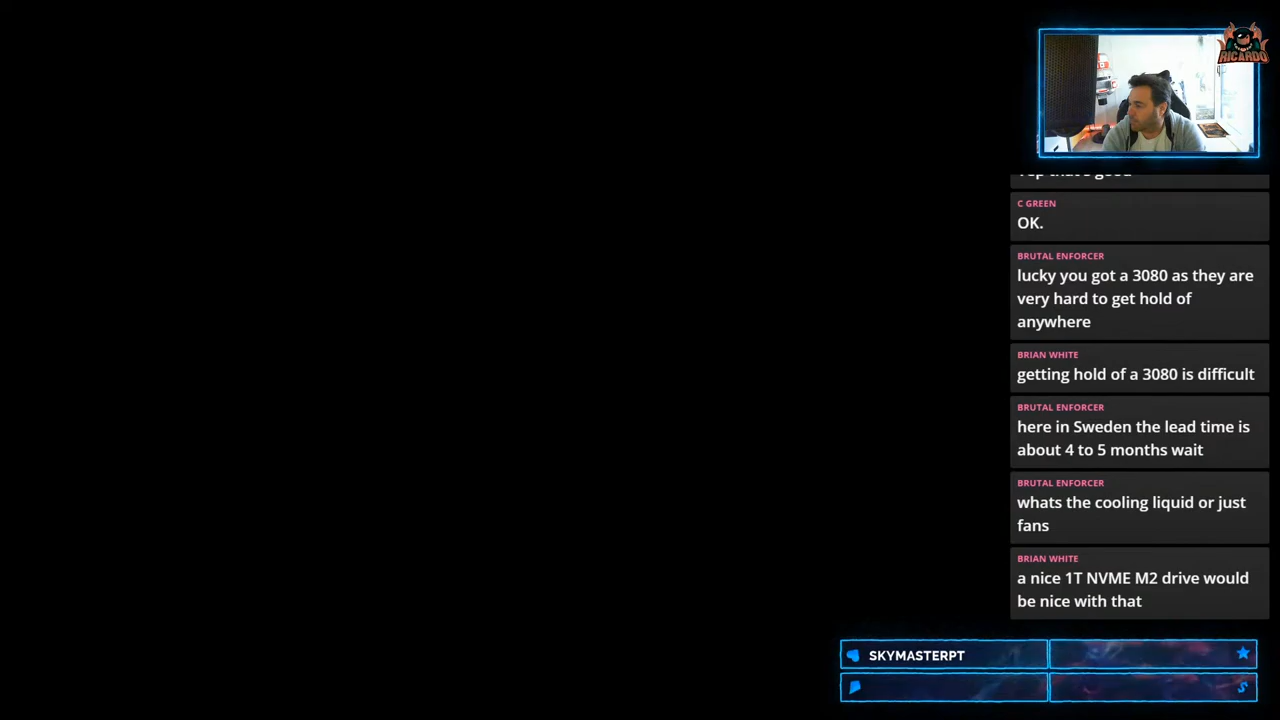 RICARDO
Yep that's good
C GREEN
OK.
BRUTAL ENFORCER
lucky you got a 3080 as they are
very hard to get hold of
anywhere
BRIAN WHITE
getting hold of a 3080 is difficult
BRUTAL ENFORCER
here in Sweden the lead time is
about 4 to 5 months wait
BRUTAL ENFORCER
whats the cooling liquid or just
fans
BRIAN WHITE
a nice 1T NVME M2 drive would
be nice with that
SKYMASTERPT